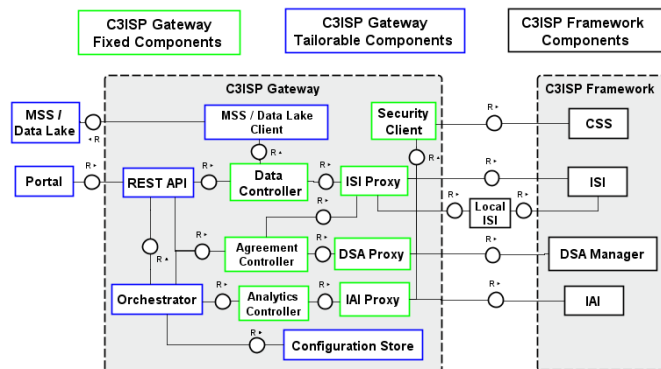 C3ISP Gateway
Fixed Components
C3ISP Gateway
Tailorable Components
C3ISP Framework
Components
C3ISP Gateway
C3ISP Framework
MSS /
Data Lake
R
MSS / Data Lake
Client
Security
Client
R
CSS
R
R
Portal
R
REST API
R
Data
Controller
R
ISI Proxy
R
ISI
R
R
Local
ISI
R
R
R
Agreement
Controller
R
DSA Proxy
R
DSA Manager
Orchestrator
R
Analytics
Controller
R
IAI Proxy
R
IAI
R
Configuration Store